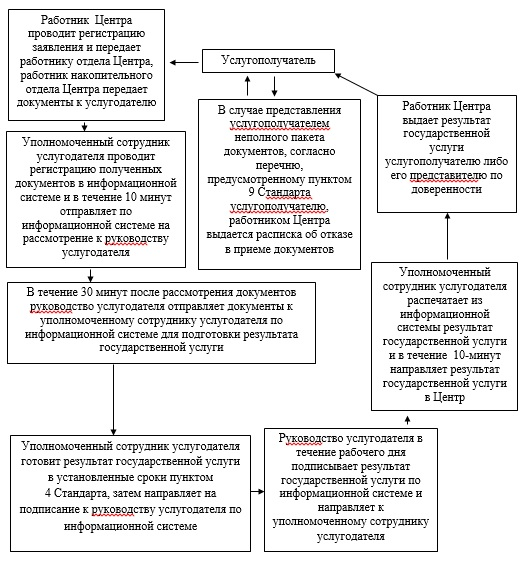 Работник  Центра
проводит регистрацию
заявления и передает
работнику отдела Центра,
работник накопительного
отдела Центра передает
документы к услугодателю
Услугополучатель
В случае представления
услугополучателем
неполного пакета
документов, согласно
перечню,
предусмотренному пунктом
9 Стандарта
услугополучателю,
работником Центра
выдается расписка об отказе
в приеме документов
Работник Центра
выдает результат
государственной
услуги
услугополучателю либо
его представителю по
доверенности
Уполномоченный сотрудник
услугодателя проводит
регистрацию полученных
документов в информационной
системе и в течение 10 минут
отправляет по
информационной системе на
рассмотрение к руководству
услугодателя
В течение 30 минут после рассмотрения документов
руководство услугодателя отправляет документы к
уполномоченному сотруднику услугодателя по
информационной системе для подготовки результата
государственной услуги
Уполномоченный
сотрудник услугодателя
распечатает из
информационной
системы результат
государственной услуги
и в течение  10-минут
направляет результат
государственной услуги
в Центр
Уполномоченный сотрудник услугодателя
готовит результат государственной услуги
в установленные сроки пунктом
4 Стандарта, затем направляет на
подписание к руководству услугодателя по
информационной системе
Руководство услугодателя в
течение рабочего дня
подписывает результат
государственной услуги по
информационной системе и
направляет к
уполномоченному сотруднику
услугодателя